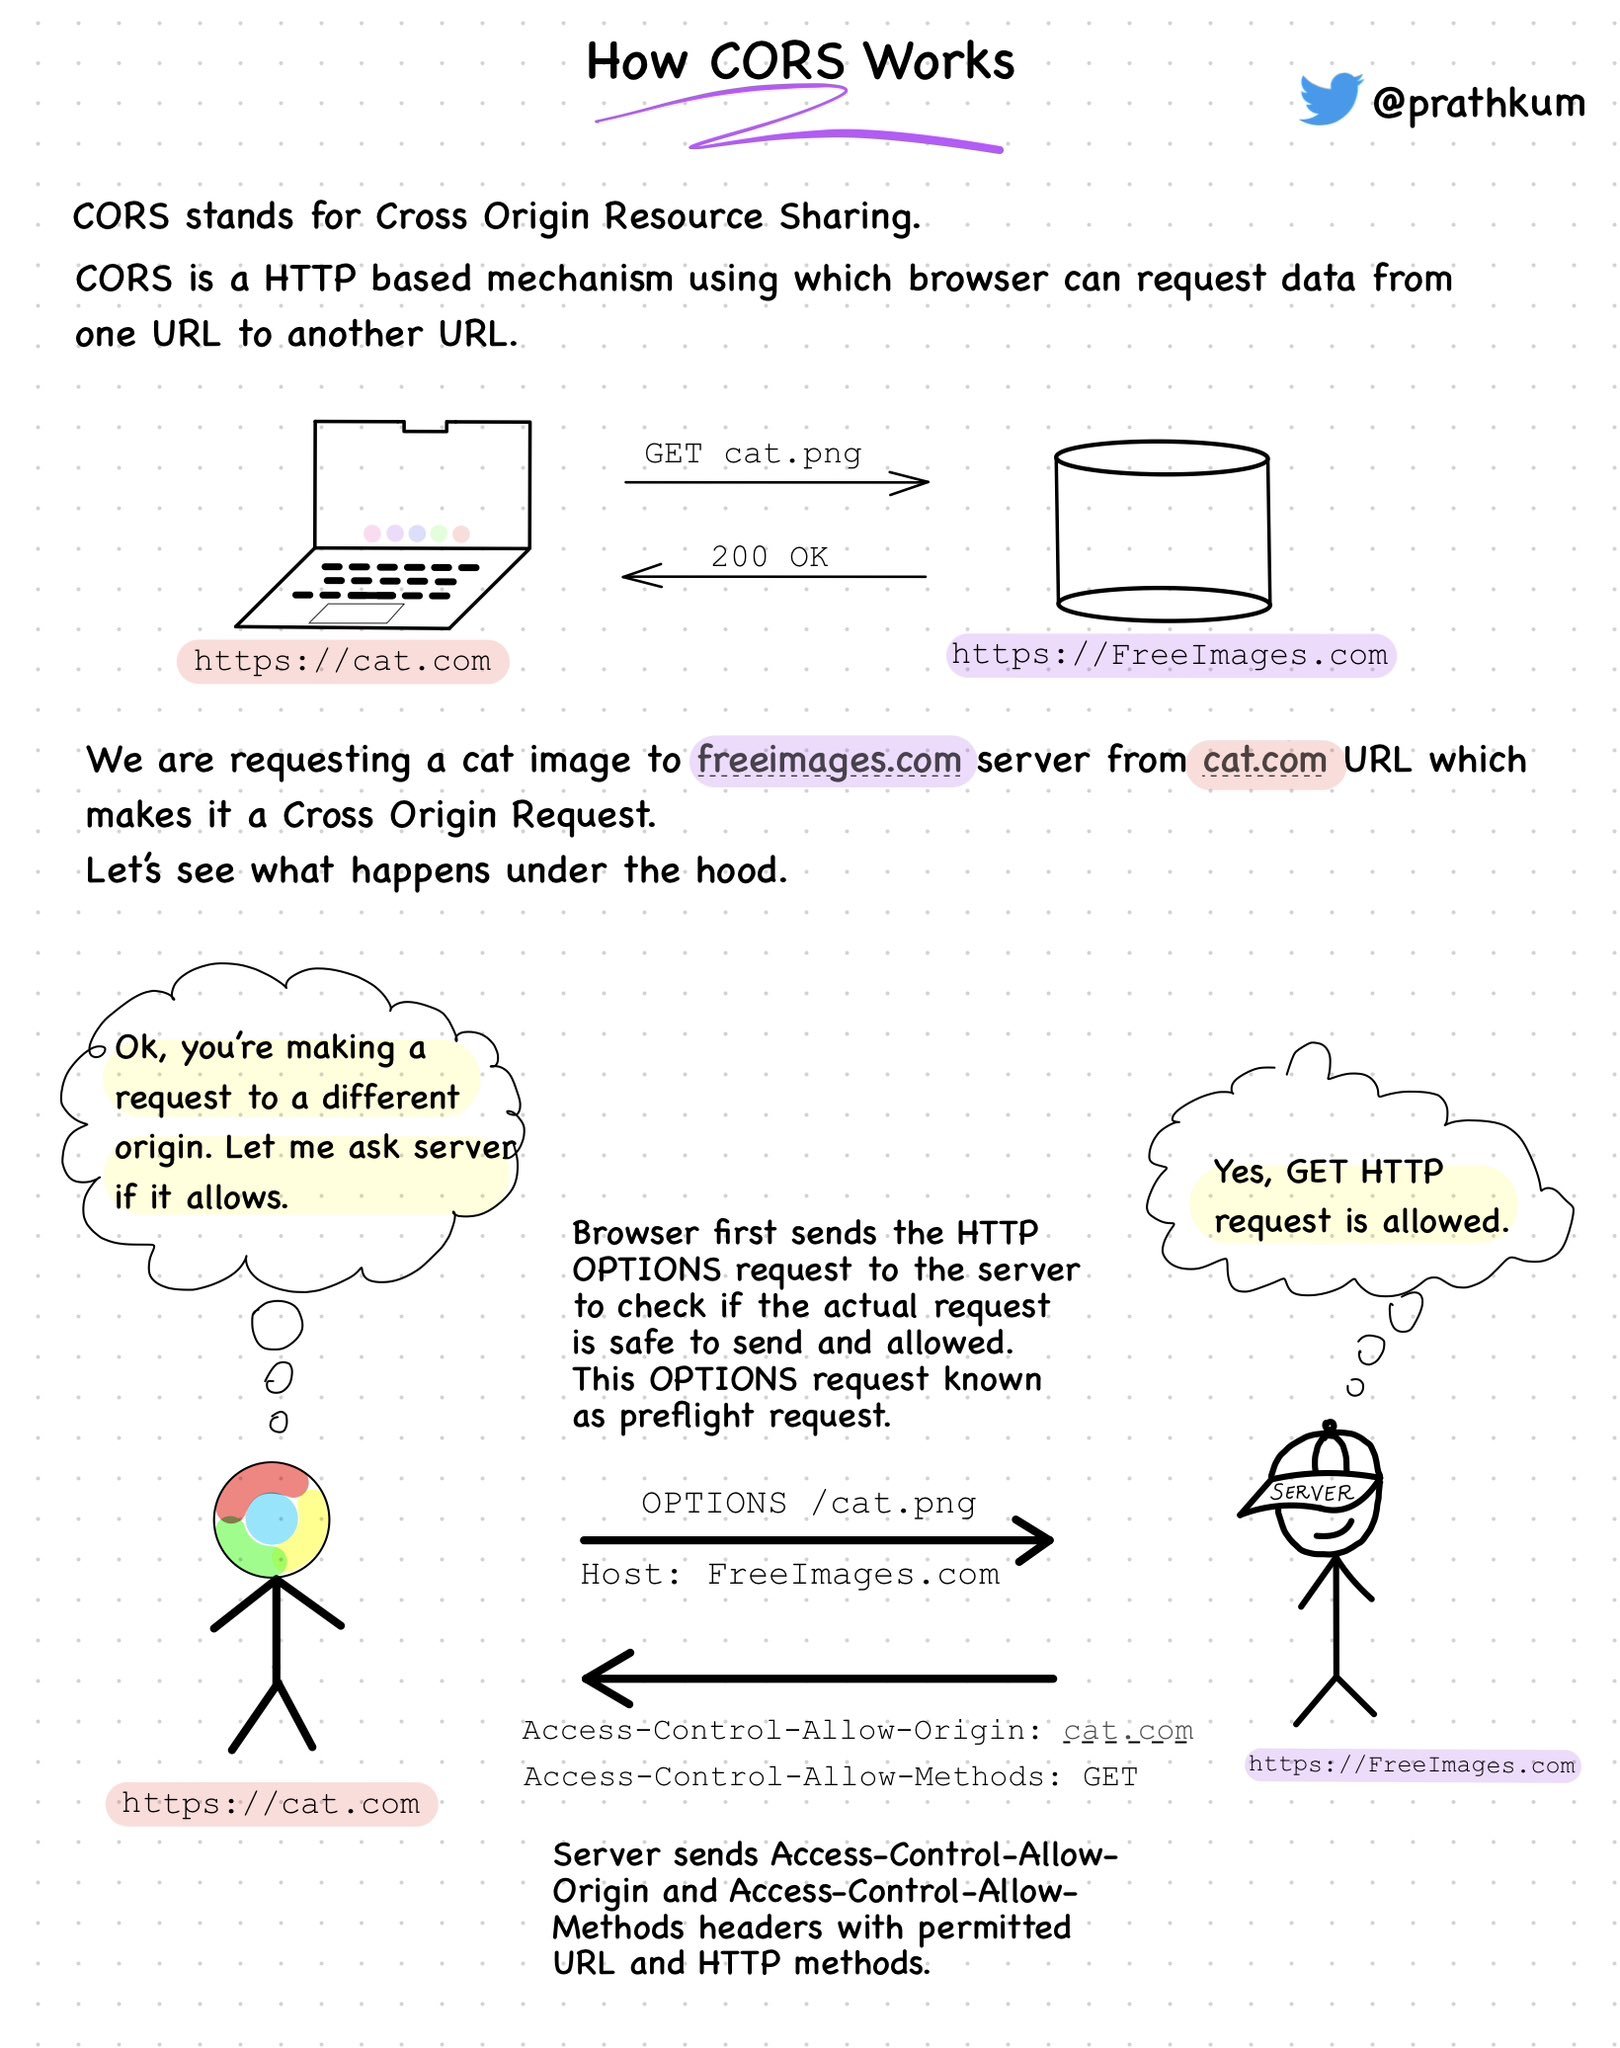 How CORS Works
@prathkum
CORS stands for Cross Origin Resource Sharing.
CORS is a HTTP based mechanism using which browser can request data from
one URL to another URL.
GET cat.png
200 OK
https://cat.com
https://FreeImages.com
We are requesting a cat image to freeimages.com server from cat.com URL which
makes it a Cross Origin Request.
Let's see what happens under the hood.
Ok, you're making a
request to a different
origin. Let me ask server
if it allows.
Yes, GET HTTP
request is allowed.
Browser first sends the HTTP
OPTIONS request to the server
to check if the actual request
is safe to send and allowed.
This OPTIONS request known
as preflight request.
SERVER
OPTIONS /cat.png
Host: FreeImages.com
Access-Control-Allow-Origin: cat.com
Access-Control-Allow-Methods: GET
https://FreeImages.com
https://cat.com
Server sends Access-Control-Allow-
Origin and Access-Control-Allow-
Methods headers with permitted
URL and HTTP methods.